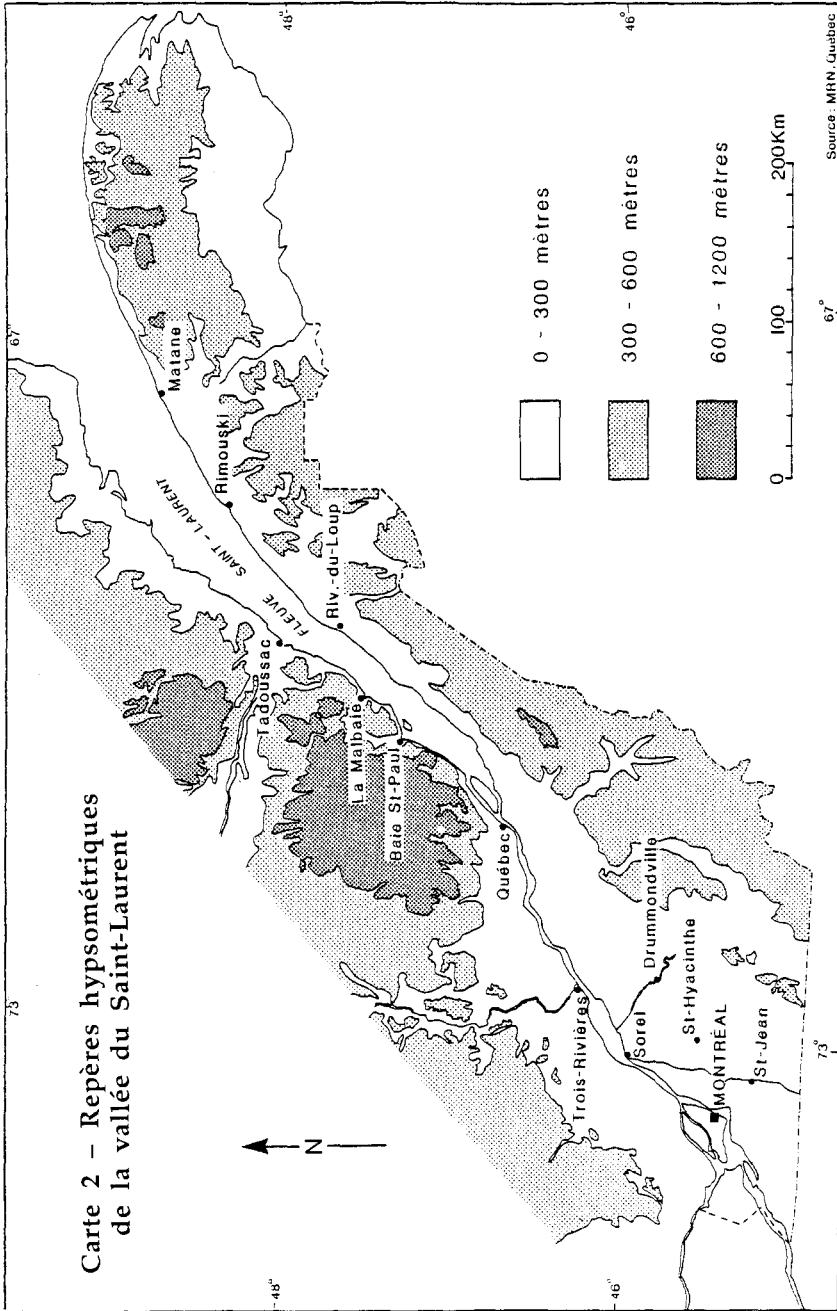 Carte 2 – Repères hypsométriques
de la vallée du Saint-Laurent
73
67°
48°
48°
46°
46°
73°
67°
N
Matane
Rimouski
FLEUVE SAINT-LAURENT
Riv.-du-Loup
Tadoussac
La Malbaie
Baie St-Paul
Québec
Trois-Rivières
Drummondville
Sorel
St-Hyacinthe
MONTRÉAL
St-Jean
0 - 300 mètres
300 - 600 mètres
600 - 1200 mètres
0 100 200Km
Source: MRN. Québec